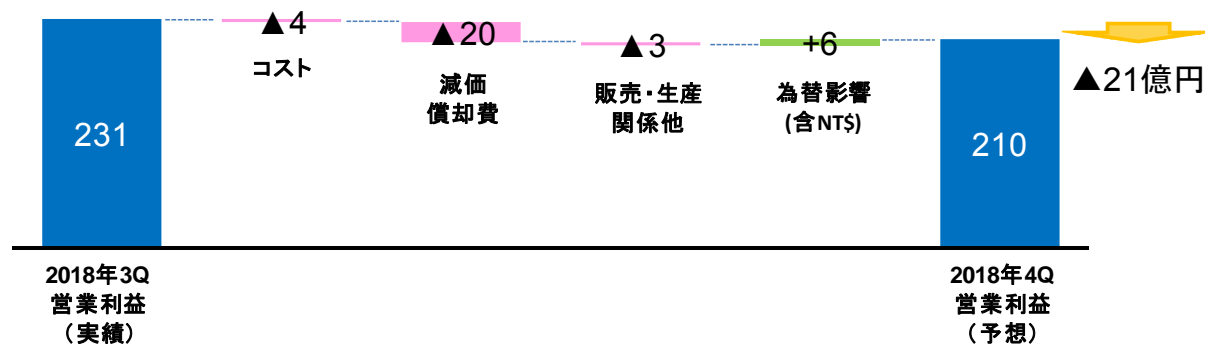 ▲4
▲20
▲3
+6
▲21億円
コスト
減価
償却費
販売・生産
関係他
為替影響
(含NT$)
231
210
2018年3Q
営業利益
（実績）
2018年4Q
営業利益
（予想）